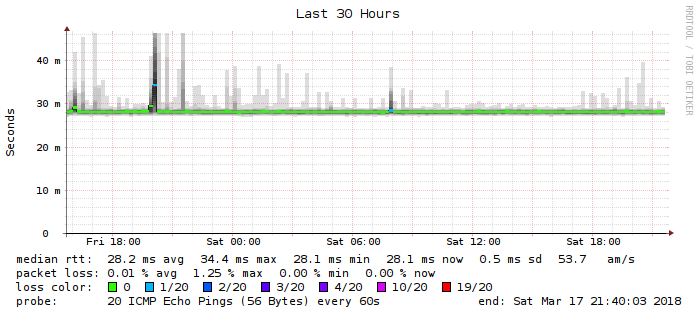 Last 30 Hours
RRDTOOL / TOBI OETIKER
Seconds
40 m
30 m
20 m
10 m
0
Fri 18:00 Sat 00:00 Sat 06:00 Sat 12:00 Sat 18:00
median rtt: 28.2 ms avg 34.4 ms max 28.1 ms min 28.1 ms now 0.5 ms sd 53.7 am/s
packet loss: 0.01 % avg 1.25 % max 0.00 % min 0.00 % now
loss color: 0 1/20 2/20 3/20 4/20 10/20 19/20
probe: 20 ICMP Echo Pings (56 Bytes) every 60s end: Sat Mar 17 21:40:03 2018